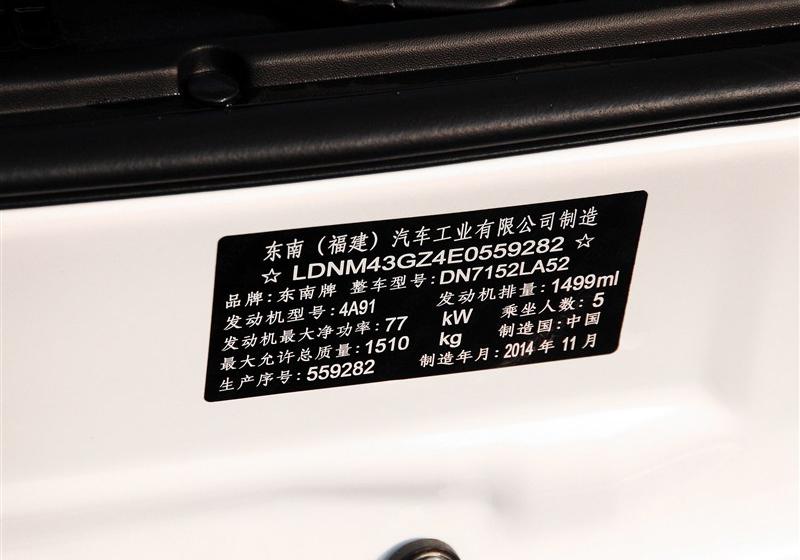 东南（福建）汽车工业有限公司制造
☆ LDNM43GZ4E0559282 ☆
品牌：东南牌 整车型号：DN7152LA52
发动机型号：4A91 发动机排量：1499ml
发动机最大净功率：77 kW 乘坐人数：5
最大允许总质量：1510 kg 制造国：中国
生产序号：559282 制造年月：2014 年 11 月